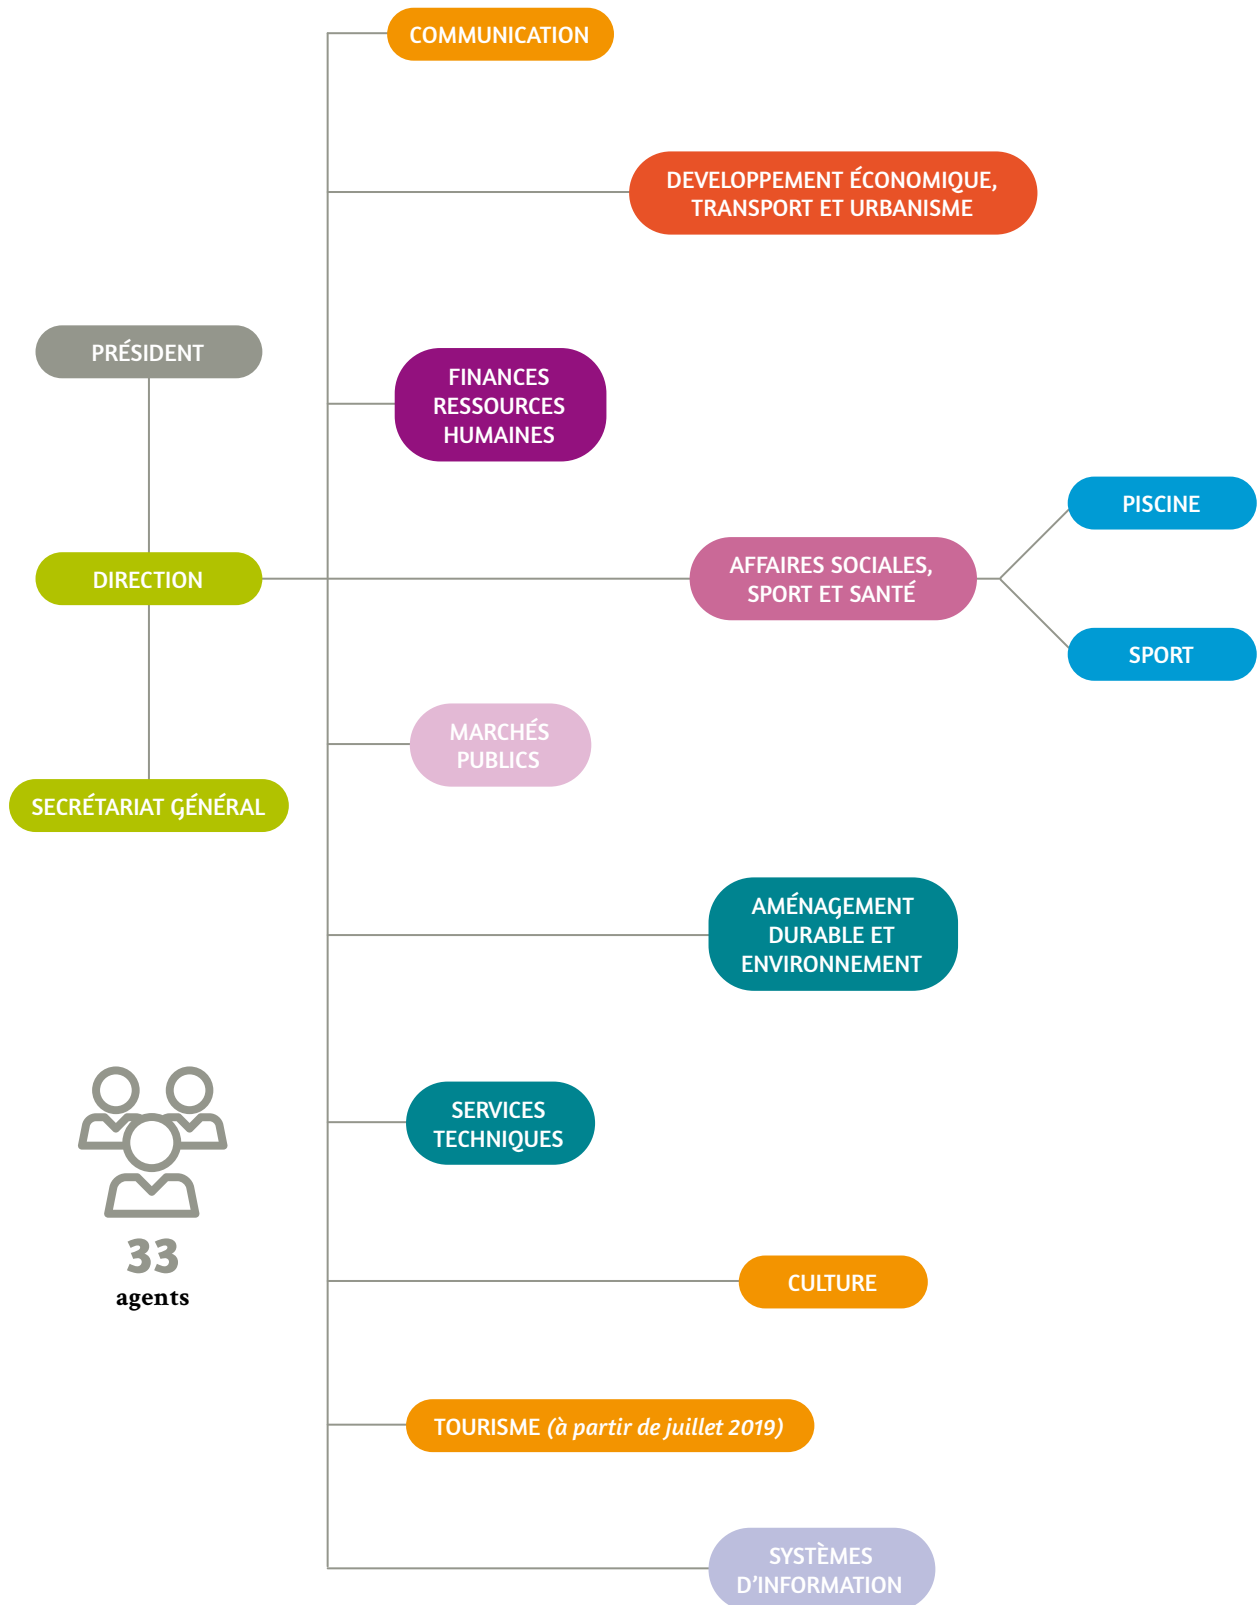 COMMUNICATION
DEVELOPPEMENT ÉCONOMIQUE,
TRANSPORT ET URBANISME
PRÉSIDENT
FINANCES
RESSOURCES
HUMAINES
PISCINE
DIRECTION
AFFAIRES SOCIALES,
SPORT ET SANTÉ
SPORT
MARCHÉS
PUBLICS
SECRÉTARIAT GÉNÉRAL
AMÉNAGEMENT
DURABLE ET
ENVIRONNEMENT
SERVICES
TECHNIQUES
33
agents
CULTURE
TOURISME (à partir de juillet 2019)
SYSTÈMES
D'INFORMATION